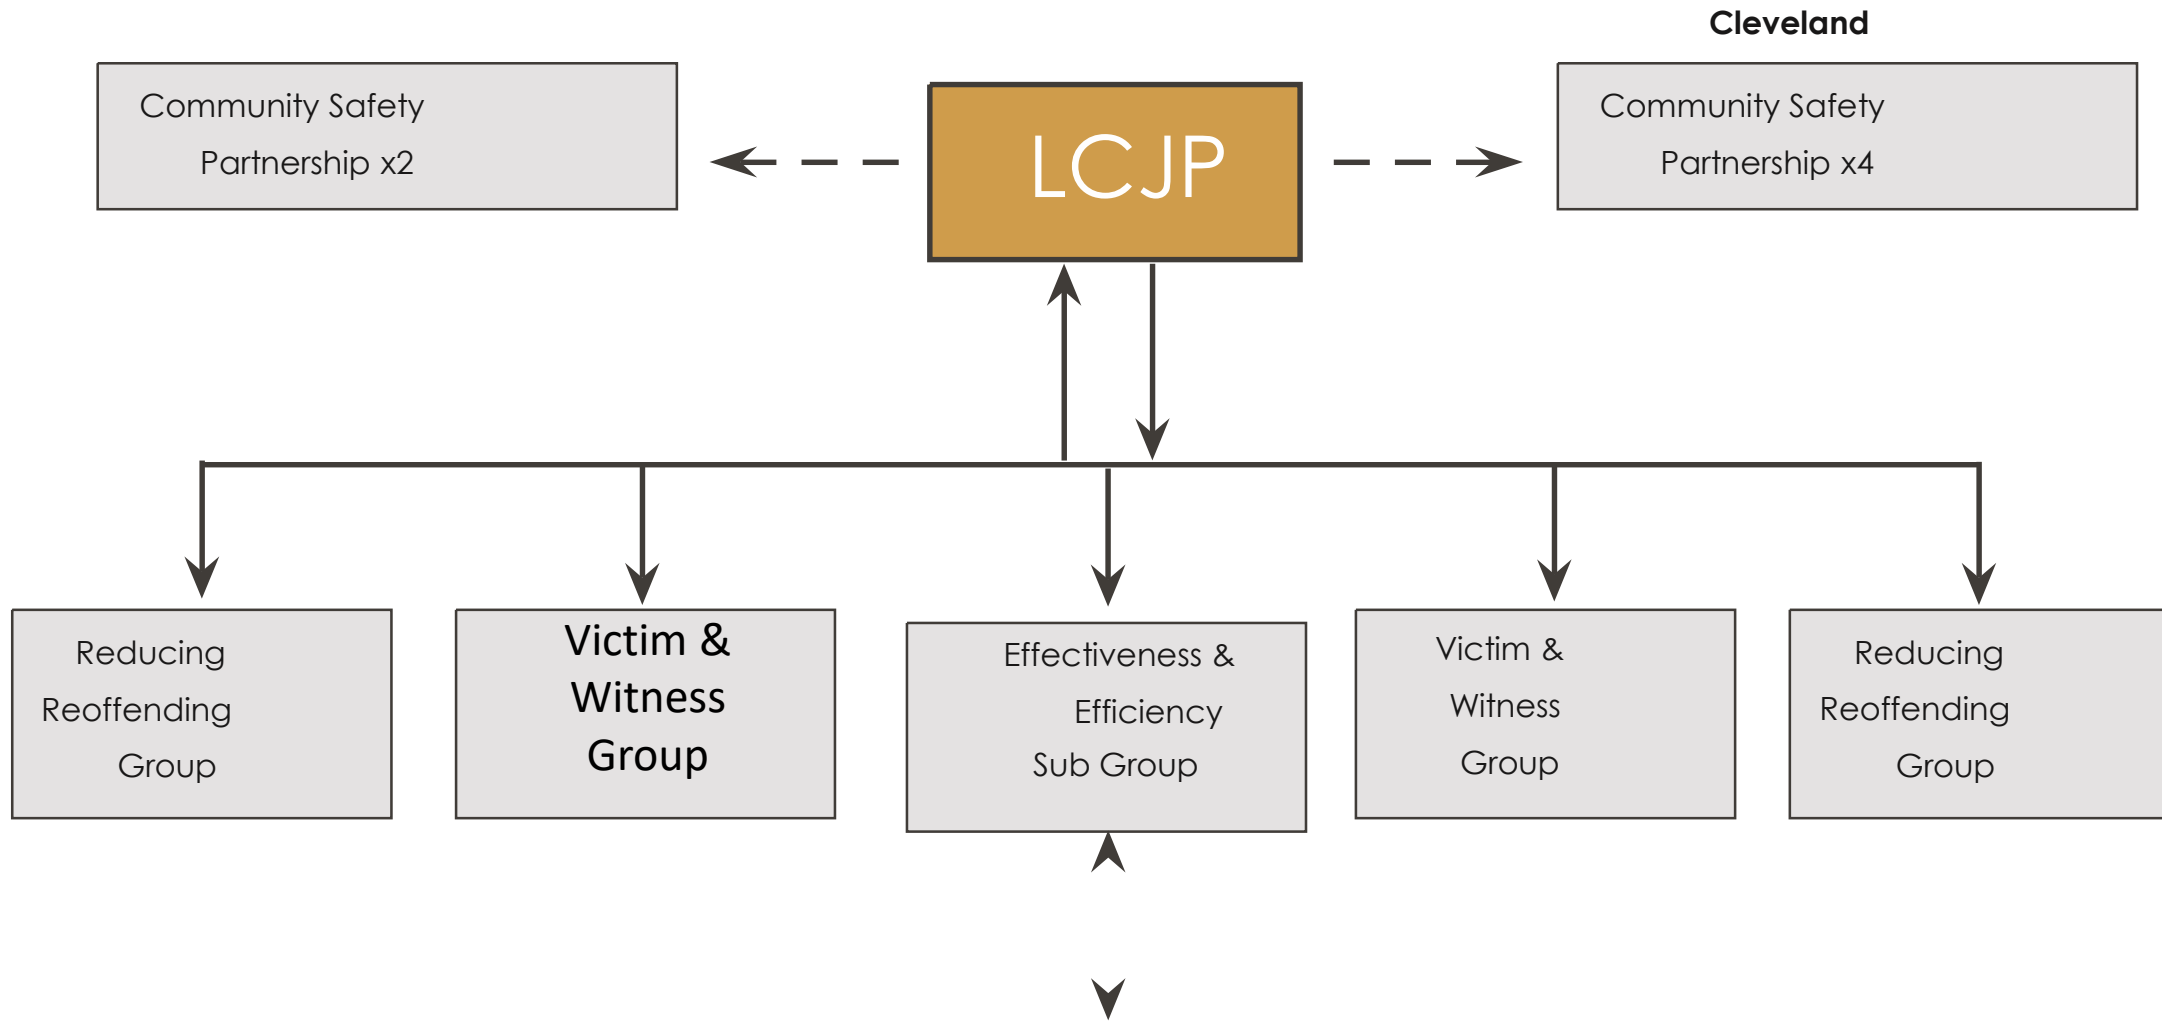 Cleveland
Community Safety
Partnership x2
LCJP
Community Safety
Partnership x4
Reducing
Reoffending
Group
Victim &
Witness
Group
Effectiveness &
Efficiency
Sub Group
Victim &
Witness
Group
Reducing
Reoffending
Group